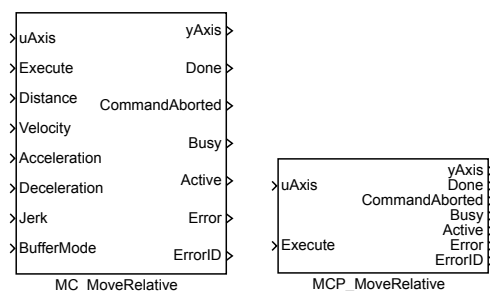 uAxis
Execute
Distance
Velocity
Acceleration
Deceleration
Jerk
BufferMode
yAxis
Done
CommandAborted
Busy
Active
Error
ErrorID
MC_MoveRelative
uAxis
Execute
yAxis
Done
CommandAborted
Busy
Active
Error
ErrorID
MCP_MoveRelative